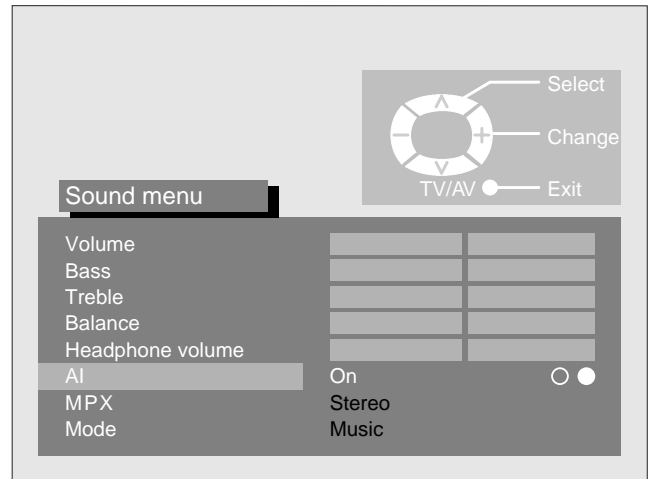 Select
Change
TV/AV Exit
Sound menu
Volume
Bass
Treble
Balance
Headphone volume
AI On
MPX Stereo
Mode Music